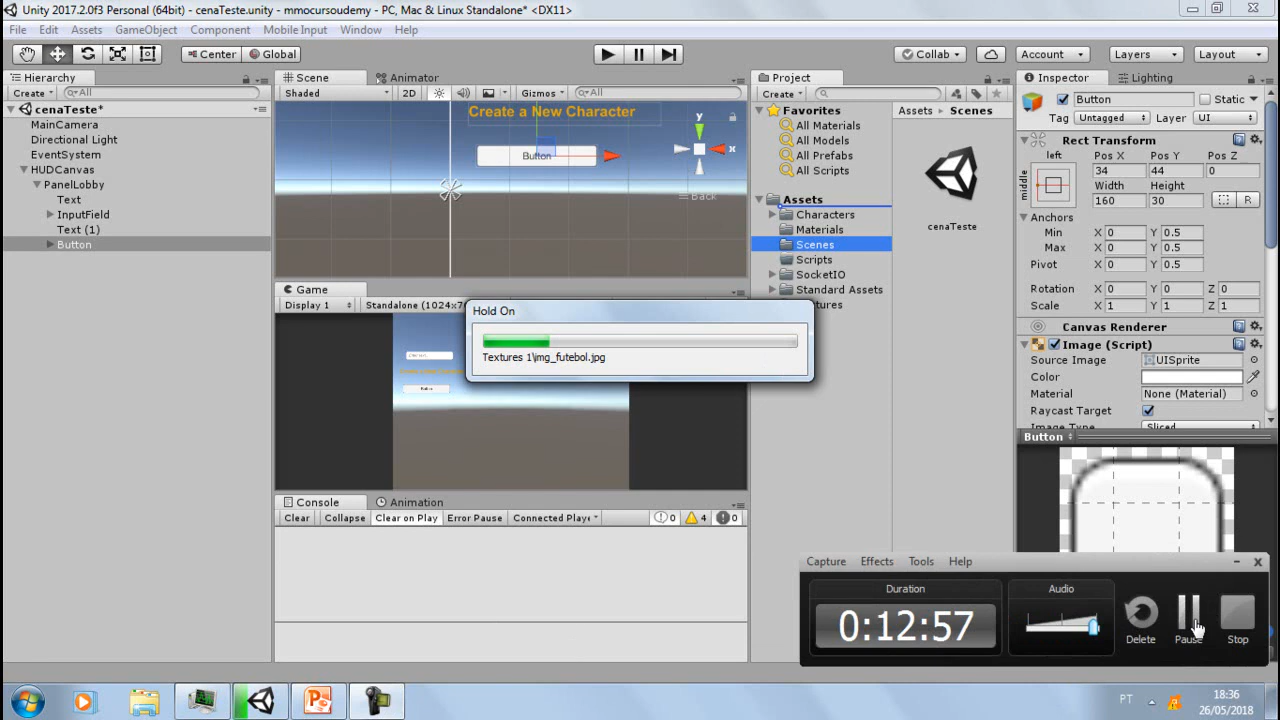 Unity 2017.2.0f3 Personal (64bit) - cenaTeste.unity - mmocursoudemy - PC, Mac & Linux Standalone* <DX11>
File Edit Assets GameObject Component Mobile Input Window Help
Center Global Collab Account Layers Layout
Hierarchy
Create All
cenaTeste*
MainCamera
Directional Light
EventSystem
HUDCanvas
PanelLobby
Text
InputField
Text (1)
Button
Scene Animator
Shaded 2D Gizmos All
Create a New Character
Button
y
x
Back
Game
Display 1 Standalone (1024x7
Button
Console Animation
Clear Collapse Clear on Play Error Pause Connected Playe 0 4 0
Hold On
Textures 1\img_futebol.jpg
Project
Create
Favorites
All Materials
All Models
All Prefabs
All Scripts
Assets
Characters
Materials
Scenes
Scripts
SocketIO
Standard Assets
Assets Scenes
cenaTeste
Inspector Lighting
Button Static
Tag Untagged Layer UI
Rect Transform
left Pos X Pos Y Pos Z
middle 34 44 0
Width Height
160 30 R
Anchors
Min X 0 Y 0.5
Max X 0 Y 0.5
Pivot X 0 Y 0.5
Rotation X 0 Y 0 Z 0
Scale X 1 Y 1 Z 1
Canvas Renderer
Image (Script)
Source Image UISprite
Color
Material None (Material)
Raycast Target
Image Type Sliced
Button
Capture Effects Tools Help
Duration Audio
0:12:57
Delete Pause Stop
PT
18:36
26/05/2018